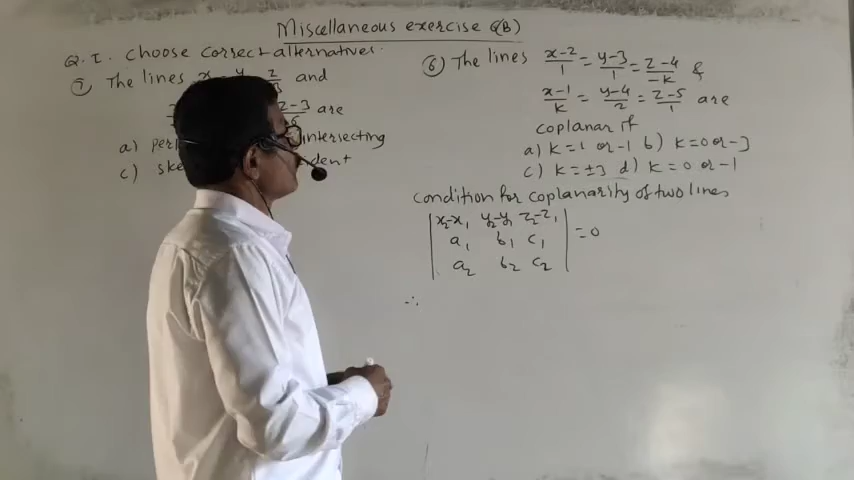 Miscellaneous exercise 6(B)
Q.I. Choose correct alternatives.
⑦ The lines and
z-3 are
a) intersecting
c)
⑥ The lines x-2/1 = y-3/1 = z-4/-k &
x-1/k = y-4/2 = z-5/1 are
coplanar if
a) k=1 or -1 b) k=0 or -3
c) k=±3 d) k=0 or -1
condition for coplanarity of two lines
| x₂-x₁ y₂-y₁ z₂-z₁ |
| a₁ b₁ c₁ | =0
| a₂ b₂ c₂ |
∴